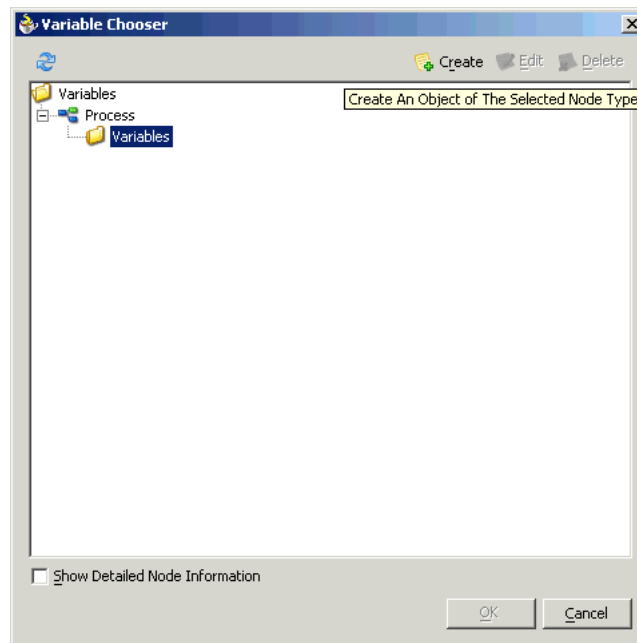 Variable Chooser
Create Edit Delete
Variables
Create An Object of The Selected Node Type
Process
Variables
Show Detailed Node Information
OK Cancel